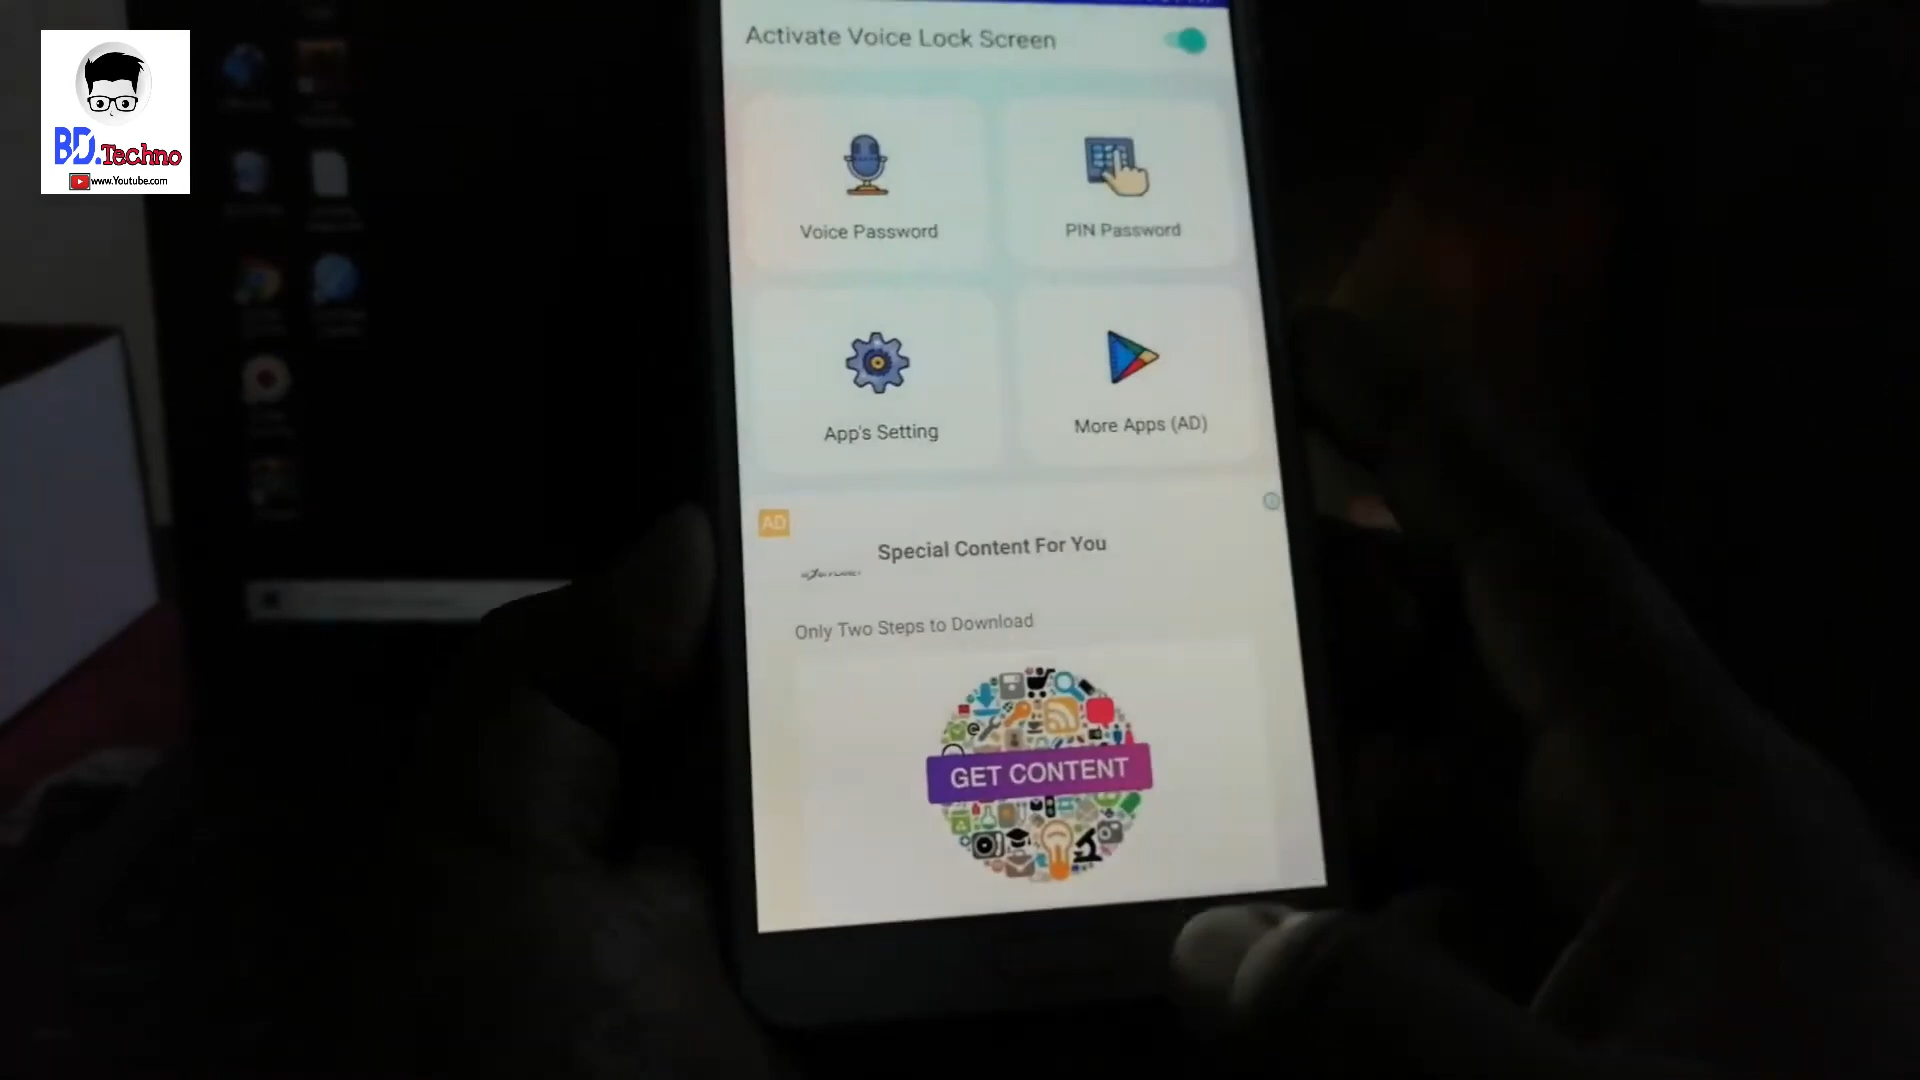 BD.Techno
www.Youtube.com
Activate Voice Lock Screen
Voice Password
PIN Password
App's Setting
More Apps (AD)
AD
Special Content For You
Only Two Steps to Download
GET CONTENT